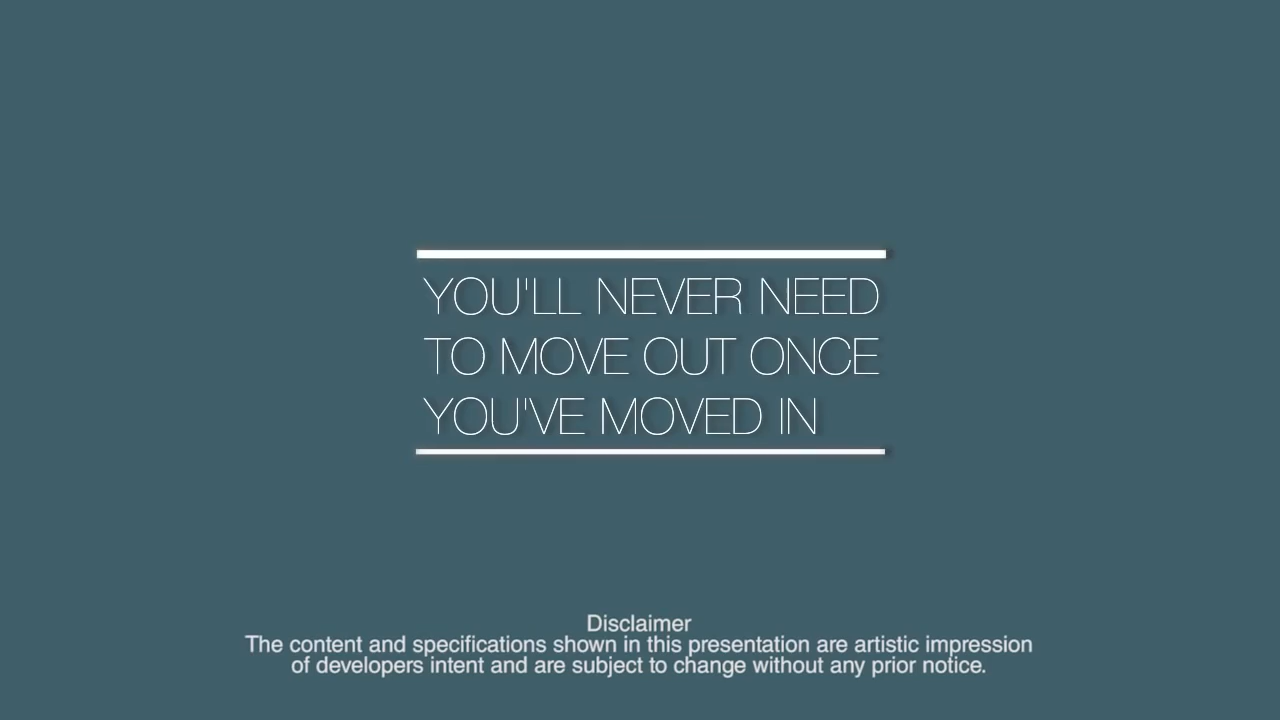 YOU'LL NEVER NEED
TO MOVE OUT ONCE
YOU'VE MOVED IN
Disclaimer
The content and specifications shown in this presentation are artistic impression
of developers intent and are subject to change without any prior notice.